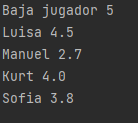 Baja jugador 5
Luisa 4.5
Manuel 2.7
Kurt 4.0
Sofia 3.8